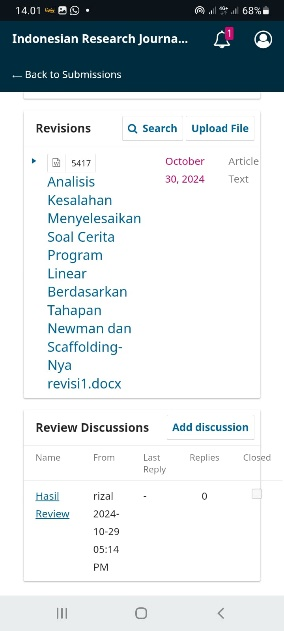 14.01
4G
68%
Indonesian Research Journa...
1
← Back to Submissions
Revisions
Search
Upload File
5417
October
Article
Analisis
30, 2024
Text
Kesalahan
Menyelesaikan
Soal Cerita
Program
Linear
Berdasarkan
Tahapan
Newman dan
Scaffolding-
Nya
revisi1.docx
Review Discussions
Add discussion
Name
From
Last
Replies
Closed
Reply
Hasil
rizal
-
0
Review
2024-
10-29
05:14
PM